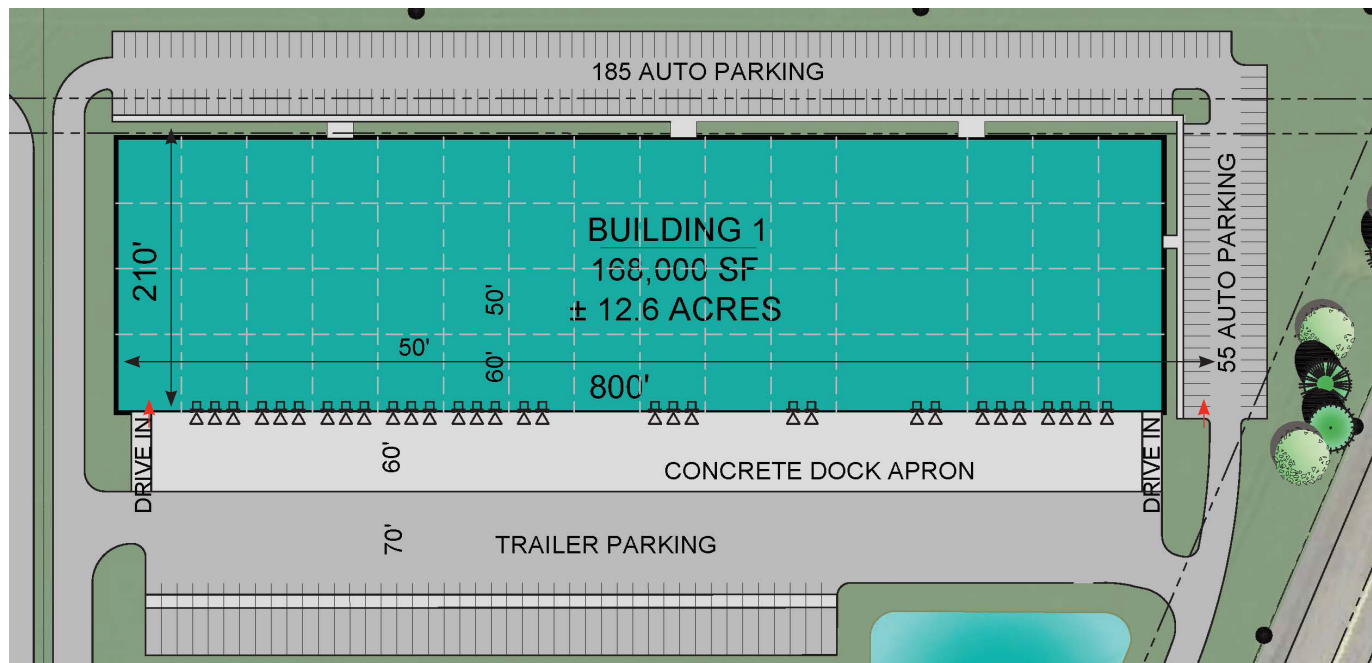 185 AUTO PARKING
BUILDING 1
168,000 SF
± 12.6 ACRES
210'
50'
50'
60'
800'
55 AUTO PARKING
DRIVE IN
60'
CONCRETE DOCK APRON
DRIVE IN
70'
TRAILER PARKING